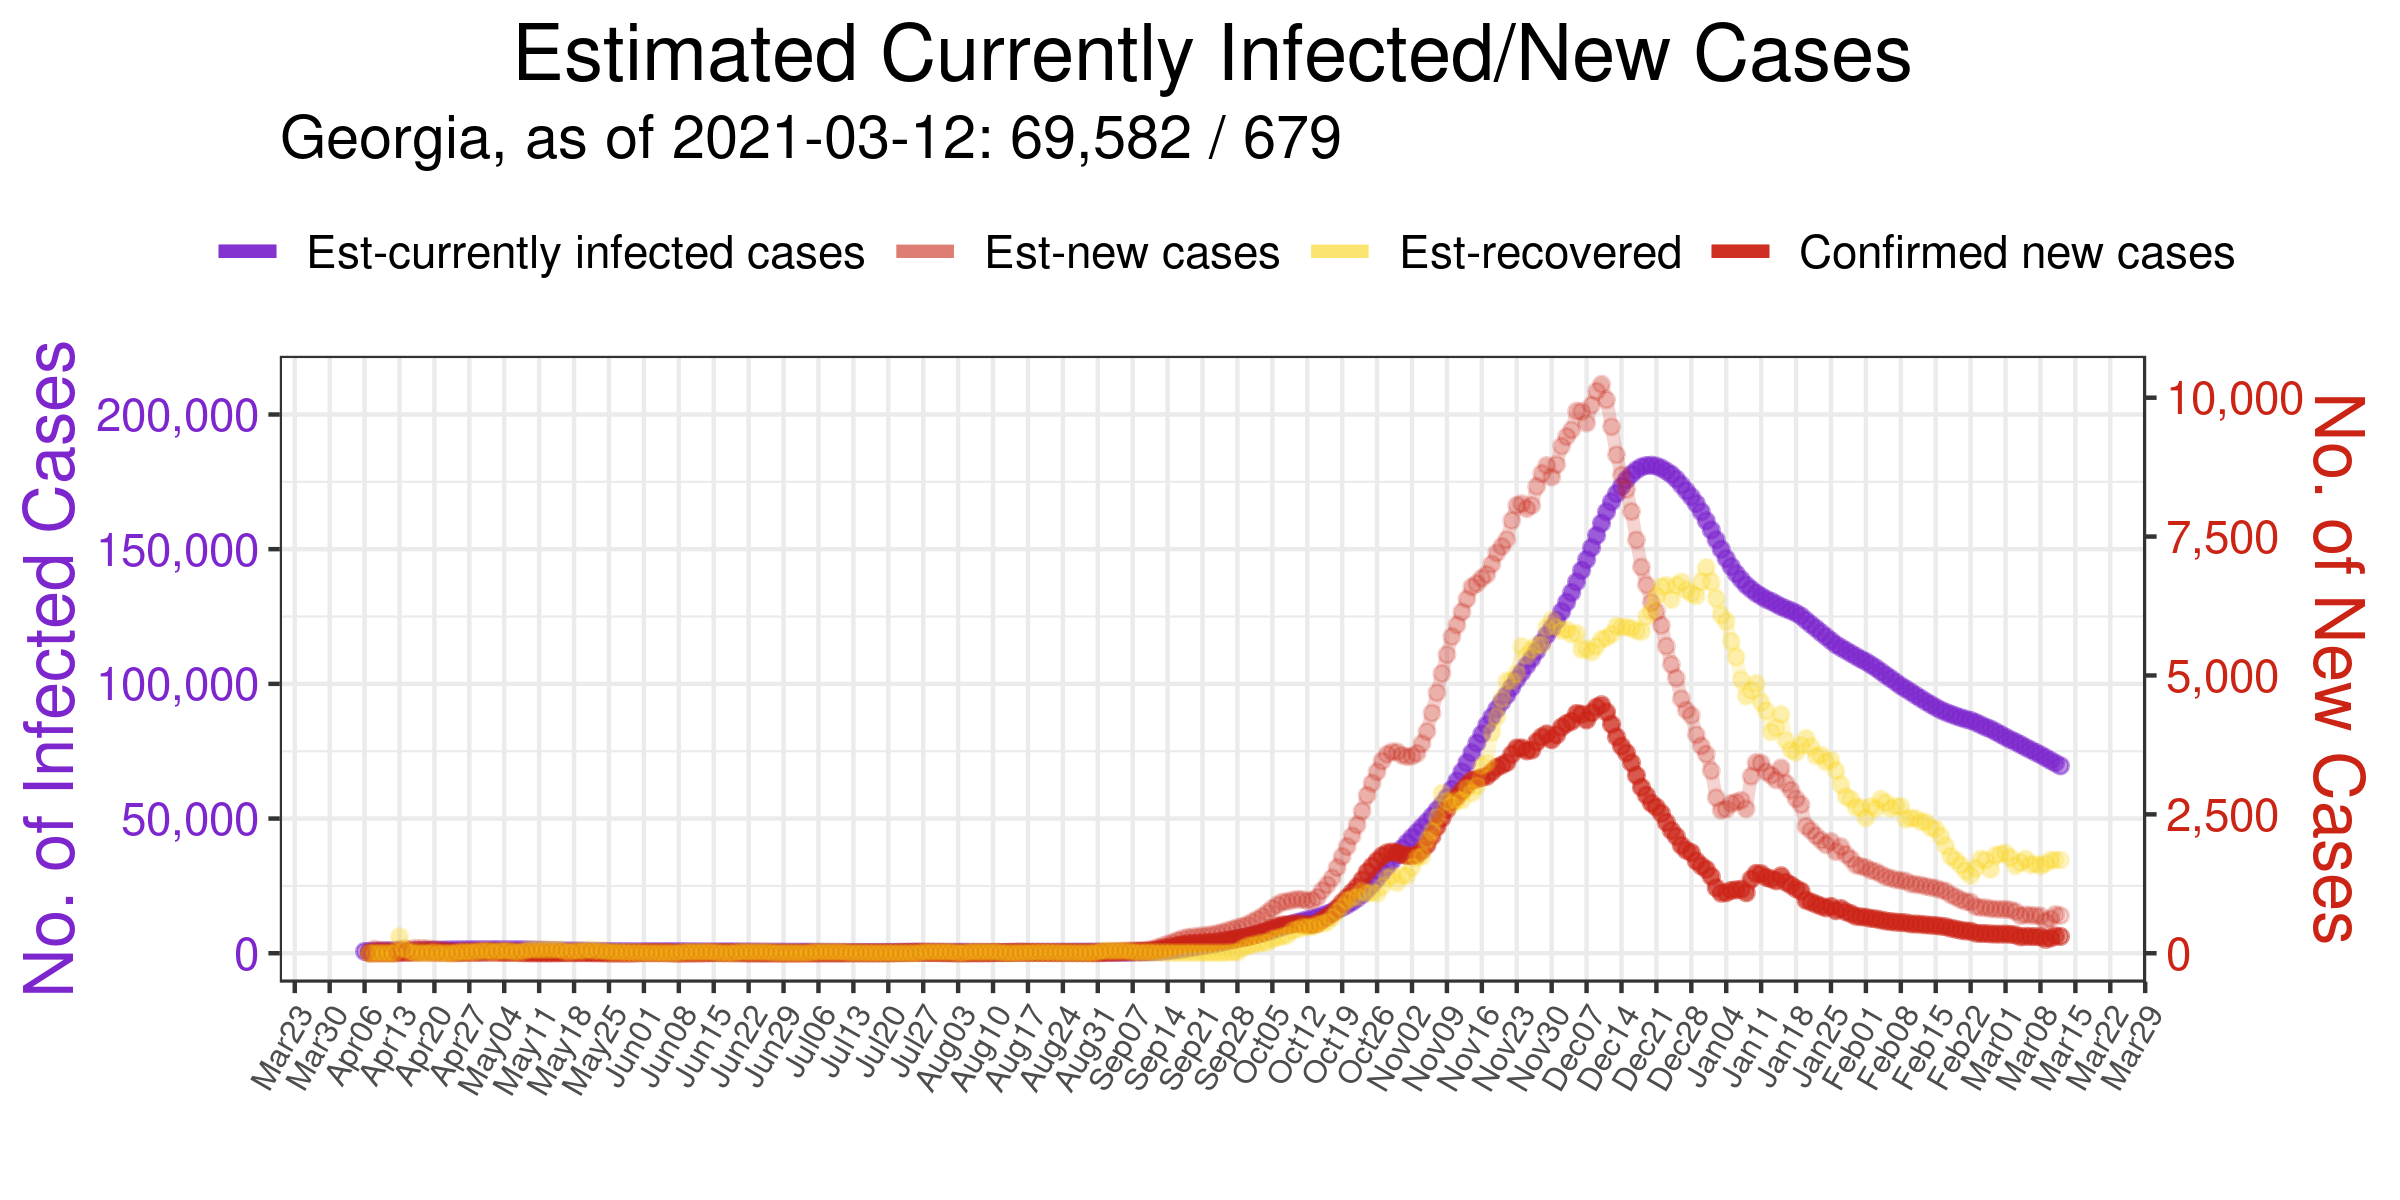 Estimated Currently Infected/New Cases
Georgia, as of 2021-03-12: 69,582 / 679
Est-currently infected cases
Est-new cases
Est-recovered
Confirmed new cases
No. of Infected Cases
200,000
150,000
100,000
50,000
0
10,000
7,500
5,000
2,500
0
No. of New Cases
Mar23
Mar30
Apr06
Apr13
Apr20
Apr27
May04
May11
May18
May25
Jun01
Jun08
Jun15
Jun22
Jun29
Jul06
Jul13
Jul20
Jul27
Aug03
Aug10
Aug17
Aug24
Aug31
Sep07
Sep14
Sep21
Sep28
Oct05
Oct12
Oct19
Oct26
Nov02
Nov09
Nov16
Nov23
Nov30
Dec07
Dec14
Dec21
Dec28
Dec04
Jan11
Jan18
Jan25
Feb01
Feb08
Feb15
Feb22
Mar01
Mar08
Mar15
Mar22
Mar29